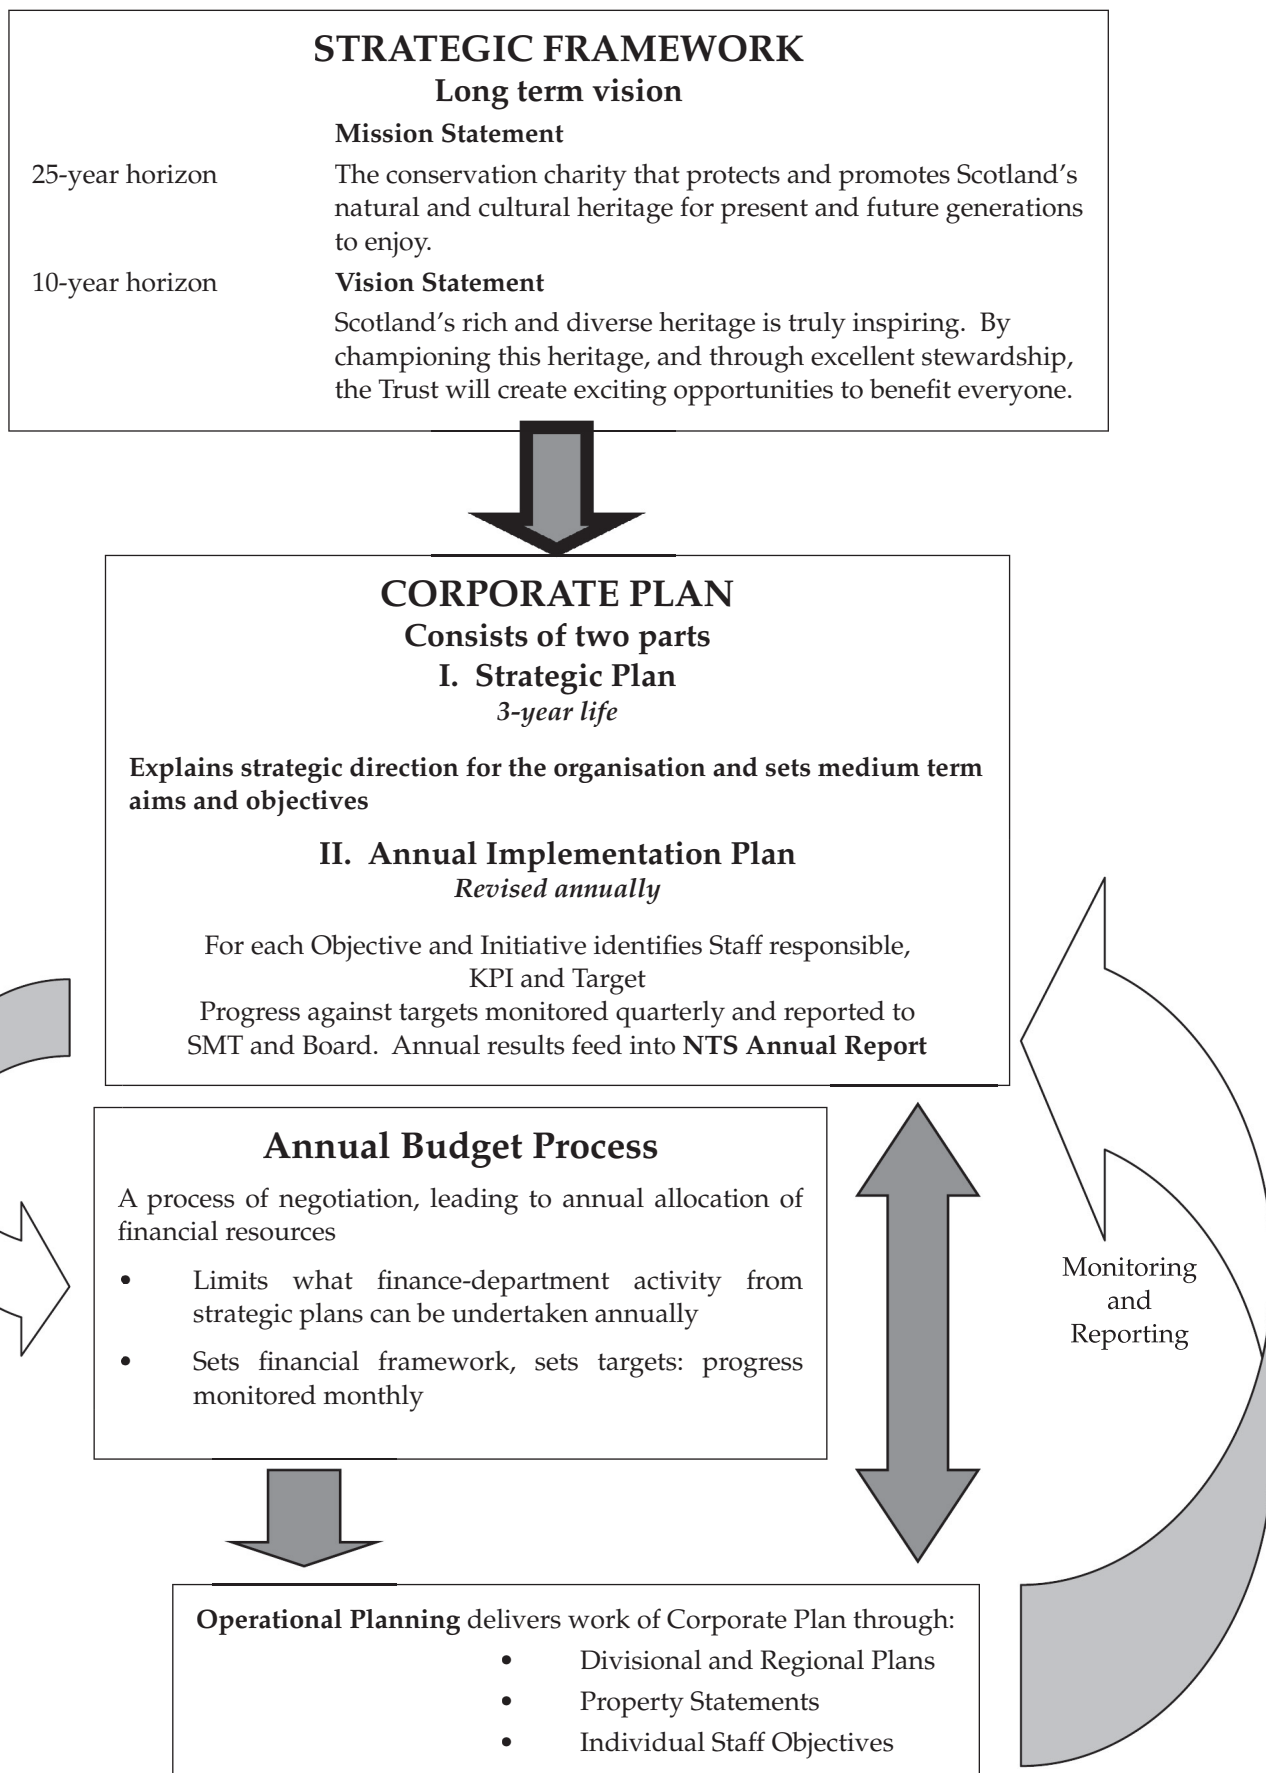 STRATEGIC FRAMEWORK
Long term vision
Mission Statement
25-year horizon The conservation charity that protects and promotes Scotland's
natural and cultural heritage for present and future generations
to enjoy.
10-year horizon Vision Statement
Scotland's rich and diverse heritage is truly inspiring. By
championing this heritage, and through excellent stewardship,
the Trust will create exciting opportunities to benefit everyone.
CORPORATE PLAN
Consists of two parts
I. Strategic Plan
3-year life
Explains strategic direction for the organisation and sets medium term
aims and objectives
II. Annual Implementation Plan
Revised annually
For each Objective and Initiative identifies Staff responsible,
KPI and Target
Progress against targets monitored quarterly and reported to
SMT and Board. Annual results feed into NTS Annual Report
Annual Budget Process
A process of negotiation, leading to annual allocation of
financial resources
• Limits what finance-department activity from
strategic plans can be undertaken annually
• Sets financial framework, sets targets: progress
monitored monthly
Monitoring
and
Reporting
Operational Planning delivers work of Corporate Plan through:
• Divisional and Regional Plans
• Property Statements
• Individual Staff Objectives